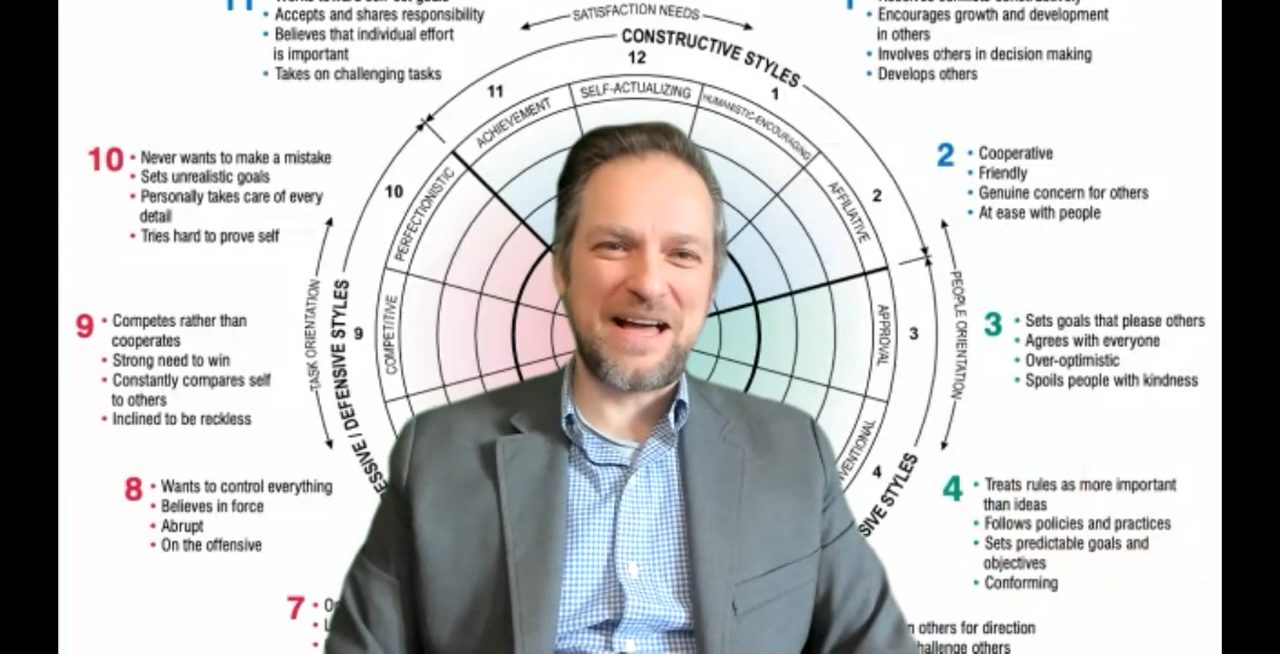 11
Accepts and shares responsibility
Believes that individual effort
is important
Takes on challenging tasks
SATISFACTION NEEDS
CONSTRUCTIVE STYLES
Encourages growth and development
in others
Involves others in decision making
Develops others
12
SELF-ACTUALIZING
11
ACHIEVEMENT
1
HUMANISTIC-ENCOURAGING
10
Never wants to make a mistake
Sets unrealistic goals
Personally takes care of every
detail
Tries hard to prove self
10
PERFECTIONISTIC
2
AFFILIATIVE
2
Cooperative
Friendly
Genuine concern for others
At ease with people
TASK ORIENTATION
PEOPLE ORIENTATION
9
Competes rather than
cooperates
Strong need to win
Constantly compares self
to others
Inclined to be reckless
ESSIVE / DEFENSIVE STYLES
9
COMPETITIVE
3
APPROVAL
3
Sets goals that please others
Agrees with everyone
Over-optimistic
Spoils people with kindness
8
Wants to control everything
Believes in force
Abrupt
On the offensive
4
VENTIONAL
SIVE STYLES
4
Treats rules as more important
than ideas
Follows policies and practices
Sets predictable goals and
objectives
Conforming
7
others for direction
hallenge others